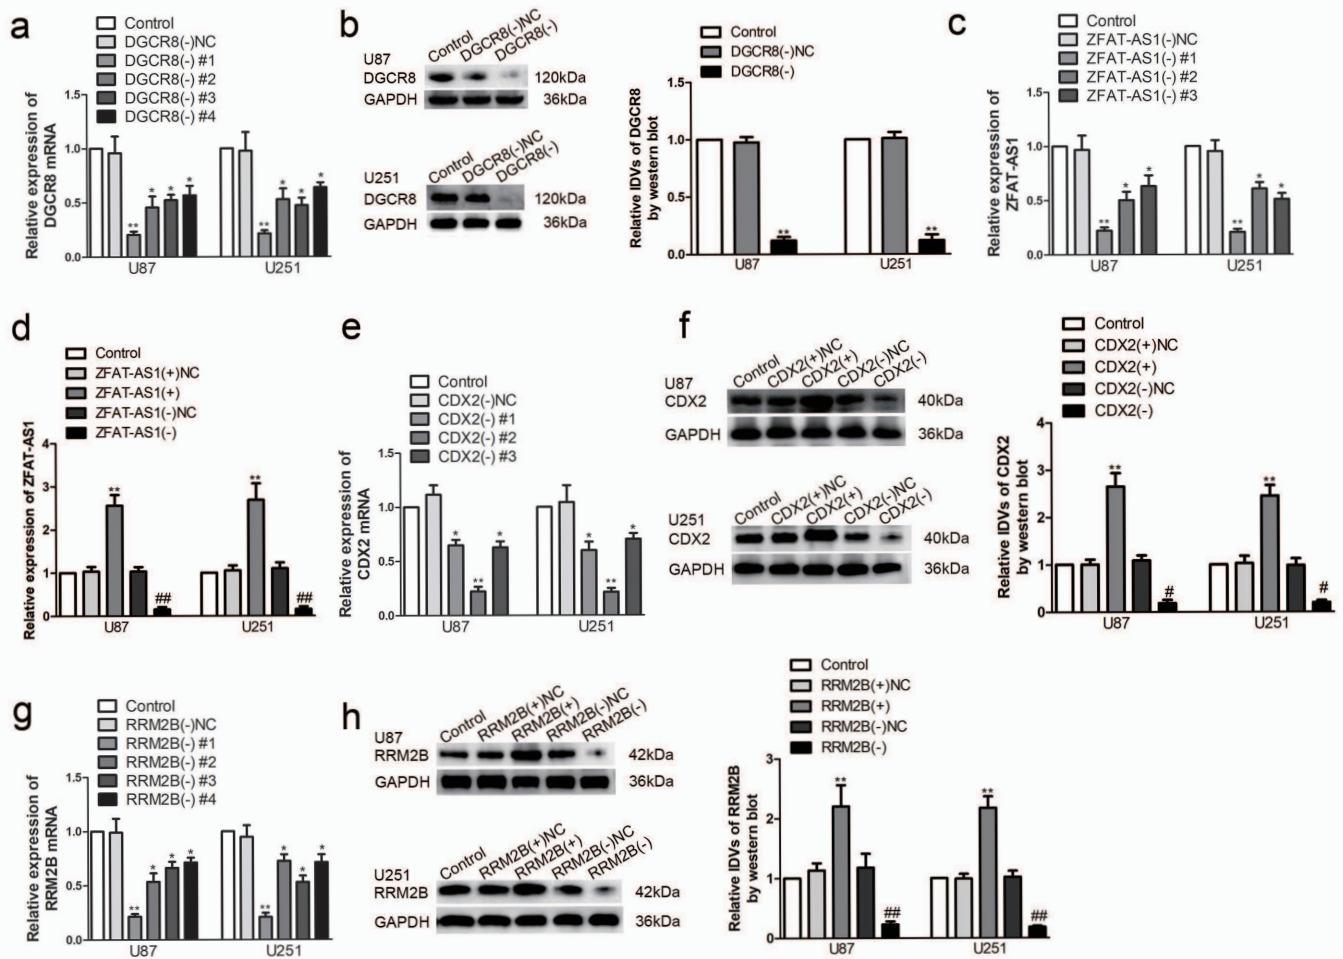 a
Control
DGCR8(-)NC
DGCR8(-) #1
DGCR8(-) #2
DGCR8(-) #3
DGCR8(-) #4
Relative expression of
DGCR8 mRNA
1.5
1.0
0.5
0.0
** * * *
** * * *
U87 U251
b
Control DGCR8(-)NC DGCR8(-)
U87
DGCR8 120kDa
GAPDH 36kDa
Control DGCR8(-)NC DGCR8(-)
U251
DGCR8 120kDa
GAPDH 36kDa
Control
DGCR8(-)NC
DGCR8(-)
Relative IDVs of DGCR8
by western blot
1.5
1.0
0.5
0.0
** **
U87 U251
c
Control
ZFAT-AS1(-)NC
ZFAT-AS1(-) #1
ZFAT-AS1(-) #2
ZFAT-AS1(-) #3
Relative expression of
ZFAT-AS1
1.5
1.0
0.5
0.0
** * *
** * *
U87 U251
d
Control
ZFAT-AS1(+)NC
ZFAT-AS1(+)
ZFAT-AS1(-)NC
ZFAT-AS1(-)
Relative expression of ZFAT-AS1
4
3
2
1
0
** ##
** ##
U87 U251
e
Control
CDX2(-)NC
CDX2(-) #1
CDX2(-) #2
CDX2(-) #3
Relative expression of
CDX2 mRNA
1.5
1.0
0.5
0.0
* ** *
* ** *
U87 U251
f
Control CDX2(+)NC CDX2(+) CDX2(-)NC CDX2(-)
U87
CDX2 40kDa
GAPDH 36kDa
Control CDX2(+)NC CDX2(+) CDX2(-)NC CDX2(-)
U251
CDX2 40kDa
GAPDH 36kDa
Control
CDX2(+)NC
CDX2(+)
CDX2(-)NC
CDX2(-)
Relative IDVs of CDX2
by western blot
4
3
2
1
0
** #
** #
U87 U251
g
Control
RRM2B(-)NC
RRM2B(-) #1
RRM2B(-) #2
RRM2B(-) #3
RRM2B(-) #4
Relative expression of
RRM2B mRNA
1.5
1.0
0.5
0.0
** * * *
** * * *
U87 U251
h
Control RRM2B(+)NC RRM2B(+) RRM2B(-)NC RRM2B(-)
U87
RRM2B 42kDa
GAPDH 36kDa
Control RRM2B(+)NC RRM2B(+) RRM2B(-)NC RRM2B(-)
U251
RRM2B 42kDa
GAPDH 36kDa
Control
RRM2B(+)NC
RRM2B(+)
RRM2B(-)NC
RRM2B(-)
Relative IDVs of RRM2B
by western blot
3
2
1
0
** ##
** ##
U87 U251